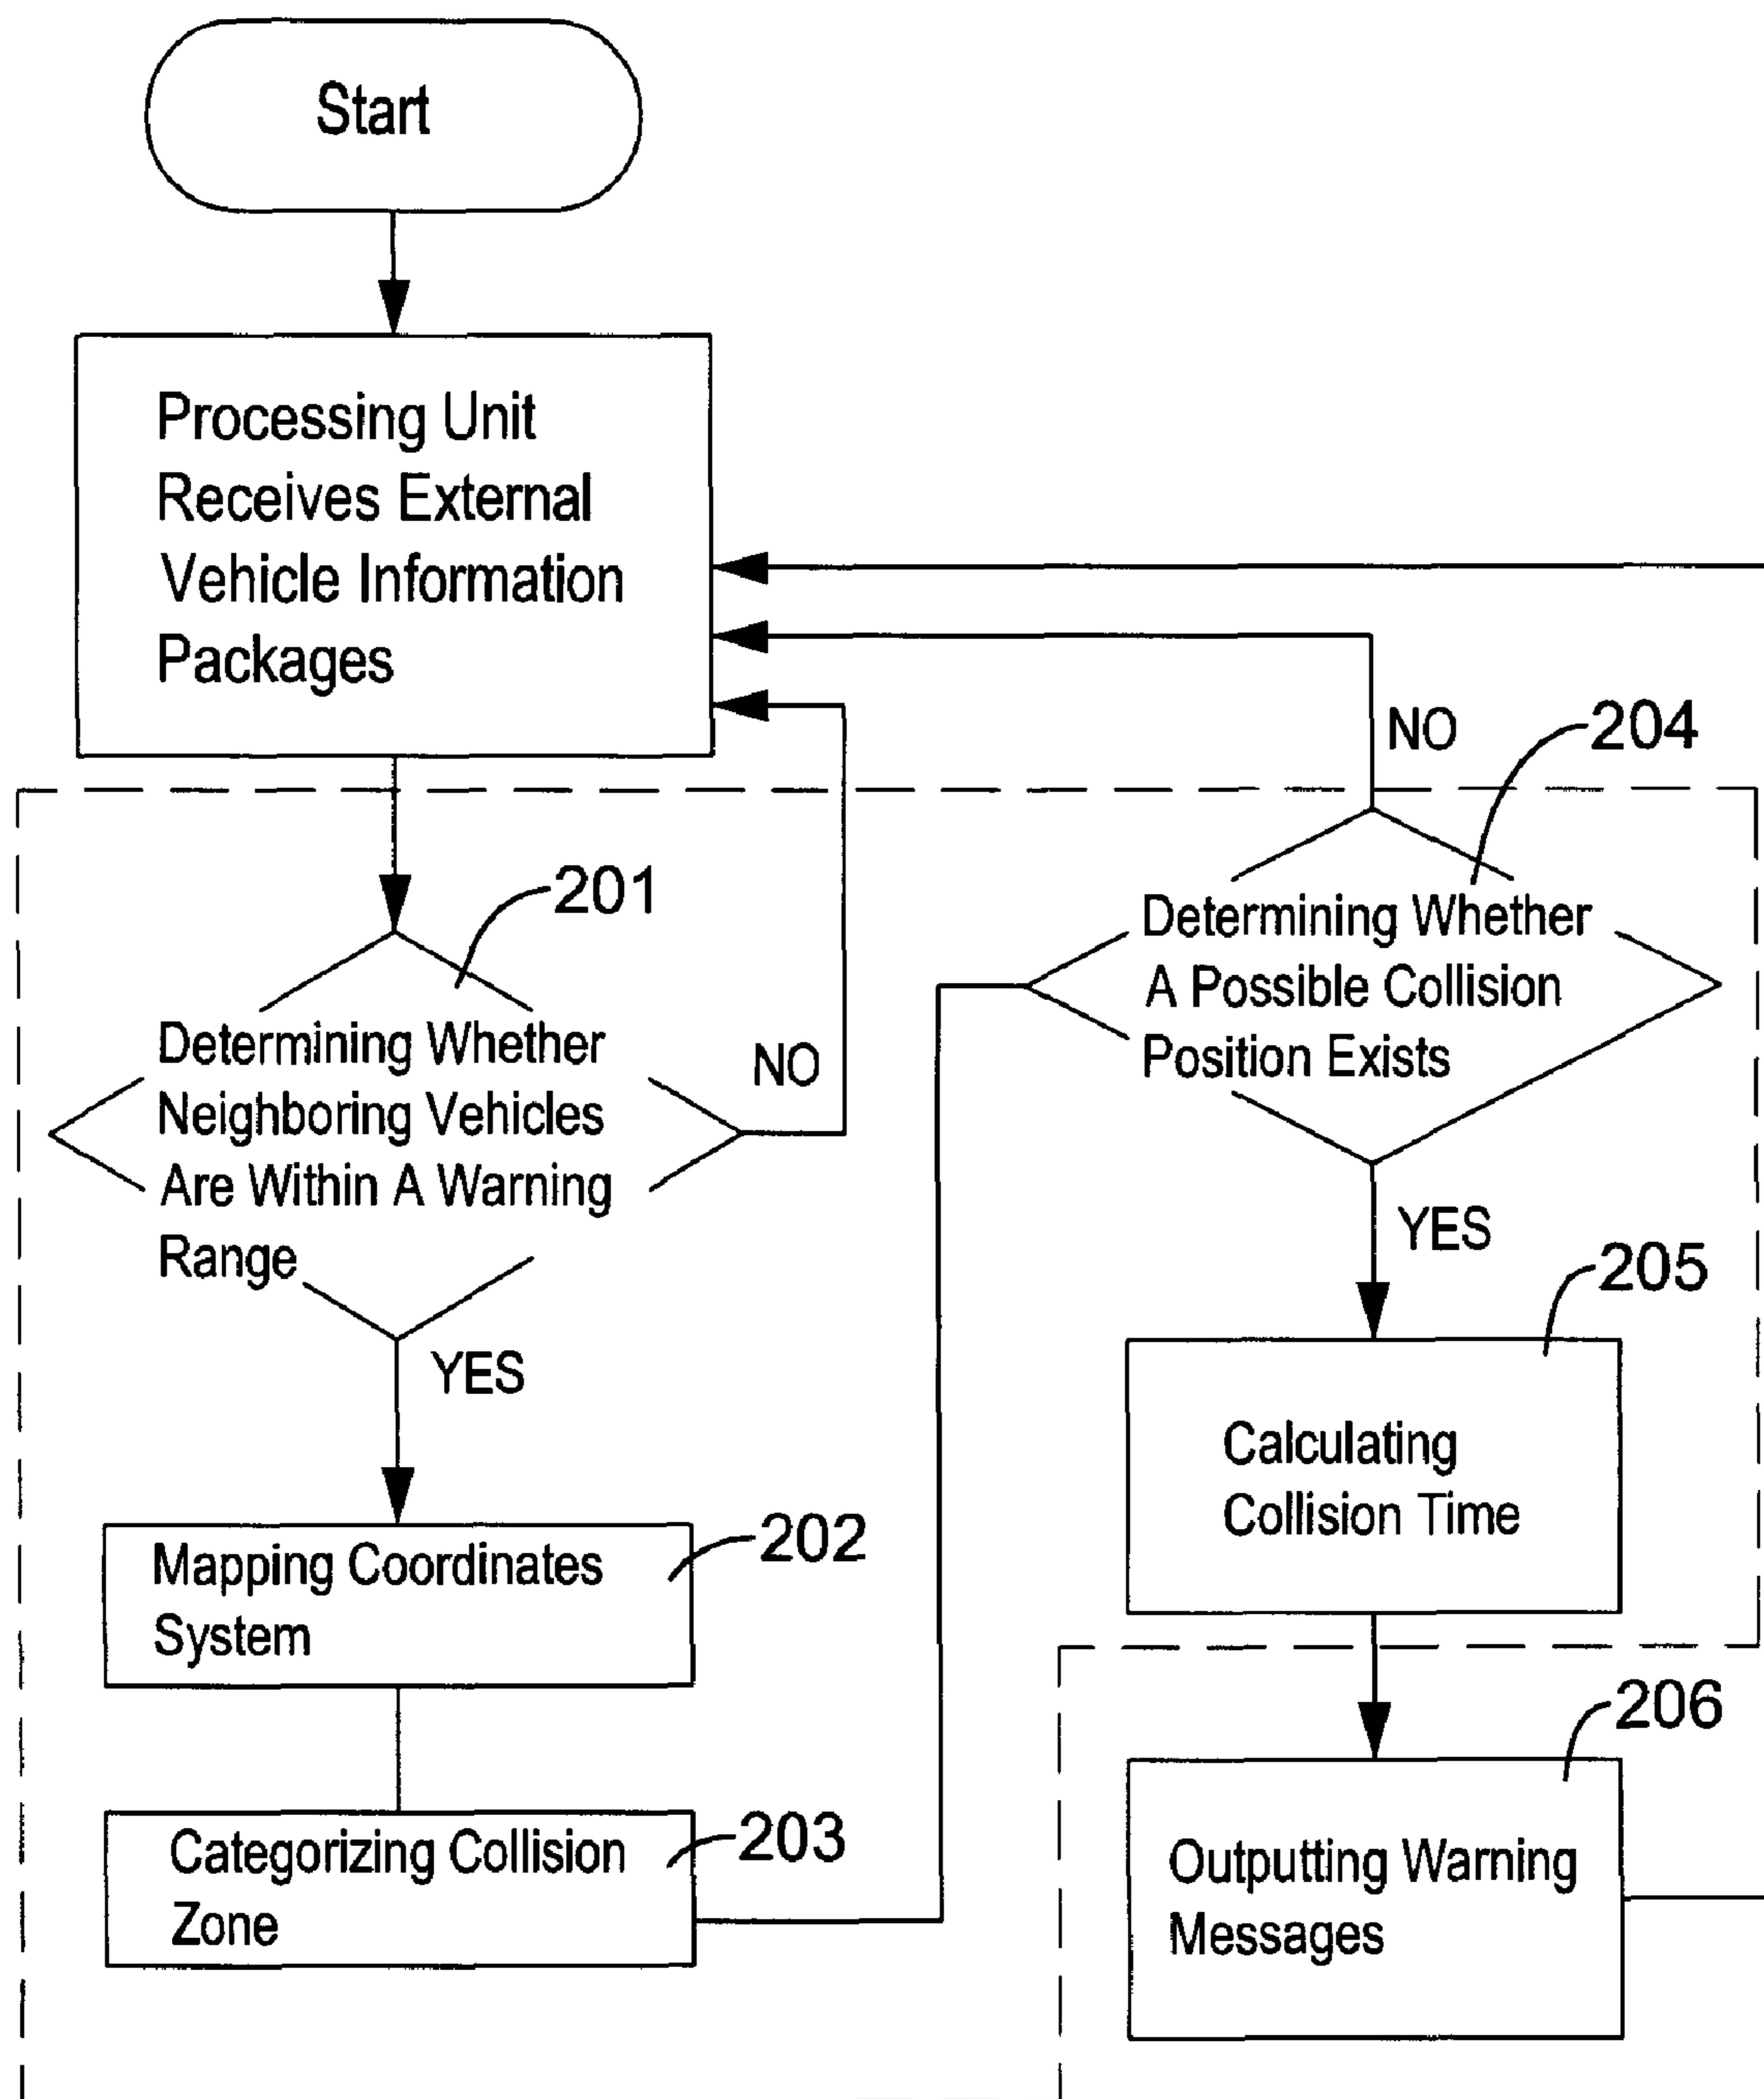 Start
Processing Unit
Receives External
Vehicle Information
Packages
201
Determining Whether
Neighboring Vehicles
Are Within A Warning
Range
NO
YES
202
Mapping Coordinates
System
203
Categorizing Collision
Zone
NO
204
Determining Whether
A Possible Collision
Position Exists
YES
205
Calculating
Collision Time
206
Outputting Warning
Messages